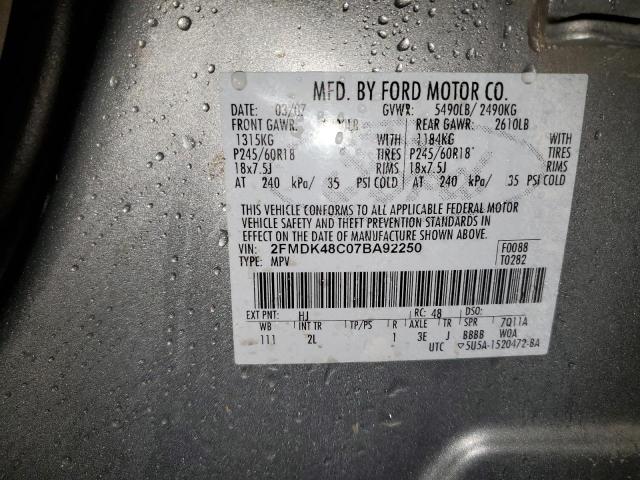 MFD. BY FORD MOTOR CO.
DATE: 03/07 GVWR: 5490LB/ 2490KG
FRONT GAWR: LB REAR GAWR: 2610LB
1315KG WITH 1184KG WITH
P245/60R18 TIRES P245/60R18 TIRES
18x7.5J RIMS 18x7.5J RIMS
AT 240 kPa/ 35 PSI COLD AT 240 kPa/ 35 PSI COLD
THIS VEHICLE CONFORMS TO ALL APPLICABLE FEDERAL MOTOR
VEHICLE SAFETY AND THEFT PREVENTION STANDARDS IN
EFFECT ON THE DATE OF MANUFACTURE SHOWN ABOVE.
VIN: 2FMDK48C07BA92250 F0088
TYPE: MPV T0282
EXT PNT: HJ RC: 48 DSO:
WB INT TR TP/PS R AXLE TR SPR 7Q11A
111 2L 1 3E J BBBB WOA
UTC ▽5U5A-1520472-BA